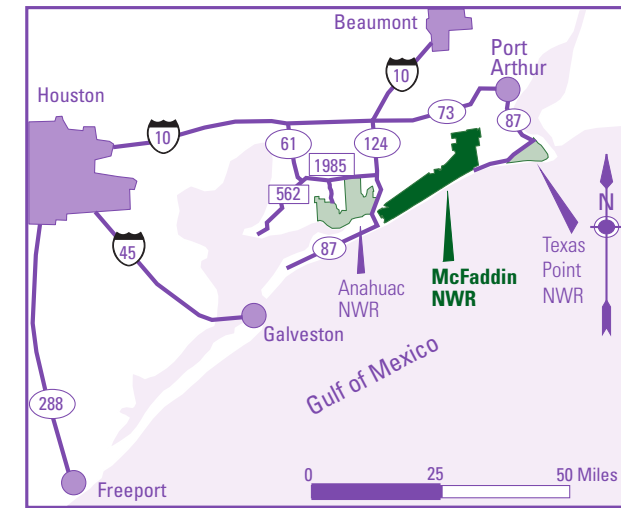 Beaumont
Port
Arthur
10
Houston
73
87
10
61
124
1985
562
N
45
87
Anahuac
NWR
McFaddin
NWR
Texas
Point
NWR
Galveston
Gulf of Mexico
288
0 25 50 Miles
Freeport